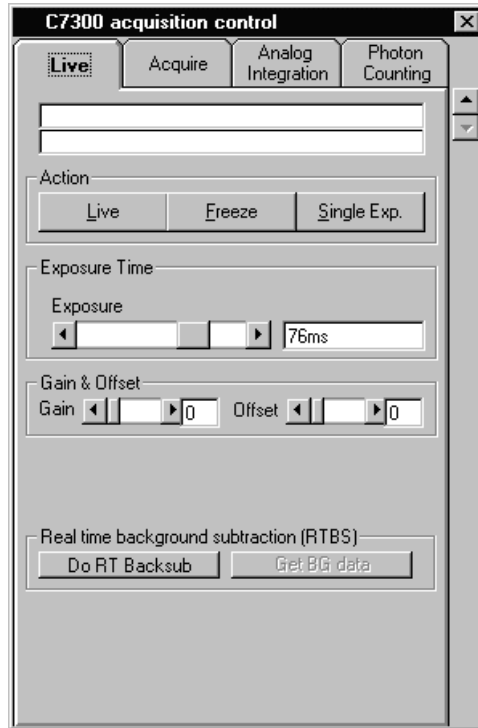 C7300 acquisition control
Live
Acquire
Analog
Integration
Photon
Counting
Action
Live
Freeze
Single Exp.
Exposure Time
Exposure
76ms
Gain & Offset
Gain
0
Offset
0
Real time background subtraction (RTBS)
Do RT Backsub
Get BG data